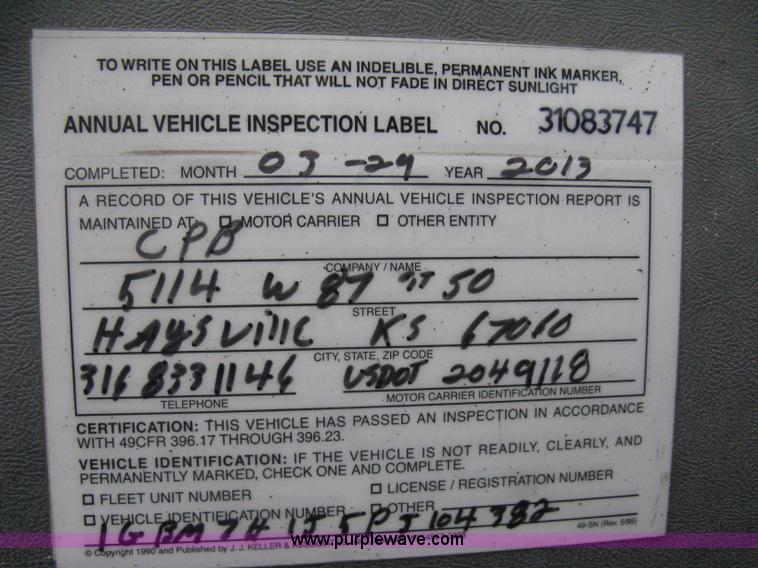 TO WRITE ON THIS LABEL USE AN INDELIBLE, PERMANENT INK MARKER,
PEN OR PENCIL THAT WILL NOT FADE IN DIRECT SUNLIGHT
ANNUAL VEHICLE INSPECTION LABEL NO. 31083747
COMPLETED: MONTH 03-29 YEAR 2013
A RECORD OF THIS VEHICLE'S ANNUAL VEHICLE INSPECTION REPORT IS
MAINTAINED AT: ☐ MOTOR CARRIER ☐ OTHER ENTITY
CPB
COMPANY / NAME
5114 W 87 ST SO
STREET
HAYSVILLE KS 67060
CITY, STATE, ZIP CODE
316 8331146 USDOT 2049118
TELEPHONE MOTOR CARRIER IDENTIFICATION NUMBER
CERTIFICATION: THIS VEHICLE HAS PASSED AN INSPECTION IN ACCORDANCE
WITH 49CFR 396.17 THROUGH 396.23.
VEHICLE IDENTIFICATION: IF THE VEHICLE IS NOT READILY, CLEARLY, AND
PERMANENTLY MARKED, CHECK ONE AND COMPLETE.
☐ FLEET UNIT NUMBER ☐ LICENSE / REGISTRATION NUMBER
☐ VEHICLE IDENTIFICATION NUMBER ☐ OTHER
1GBM7H1J5PJ104382
49-SN (Rev. 5/95)
© Copyright 1990 and Published by J. J. KELLER &
www.purplewave.com